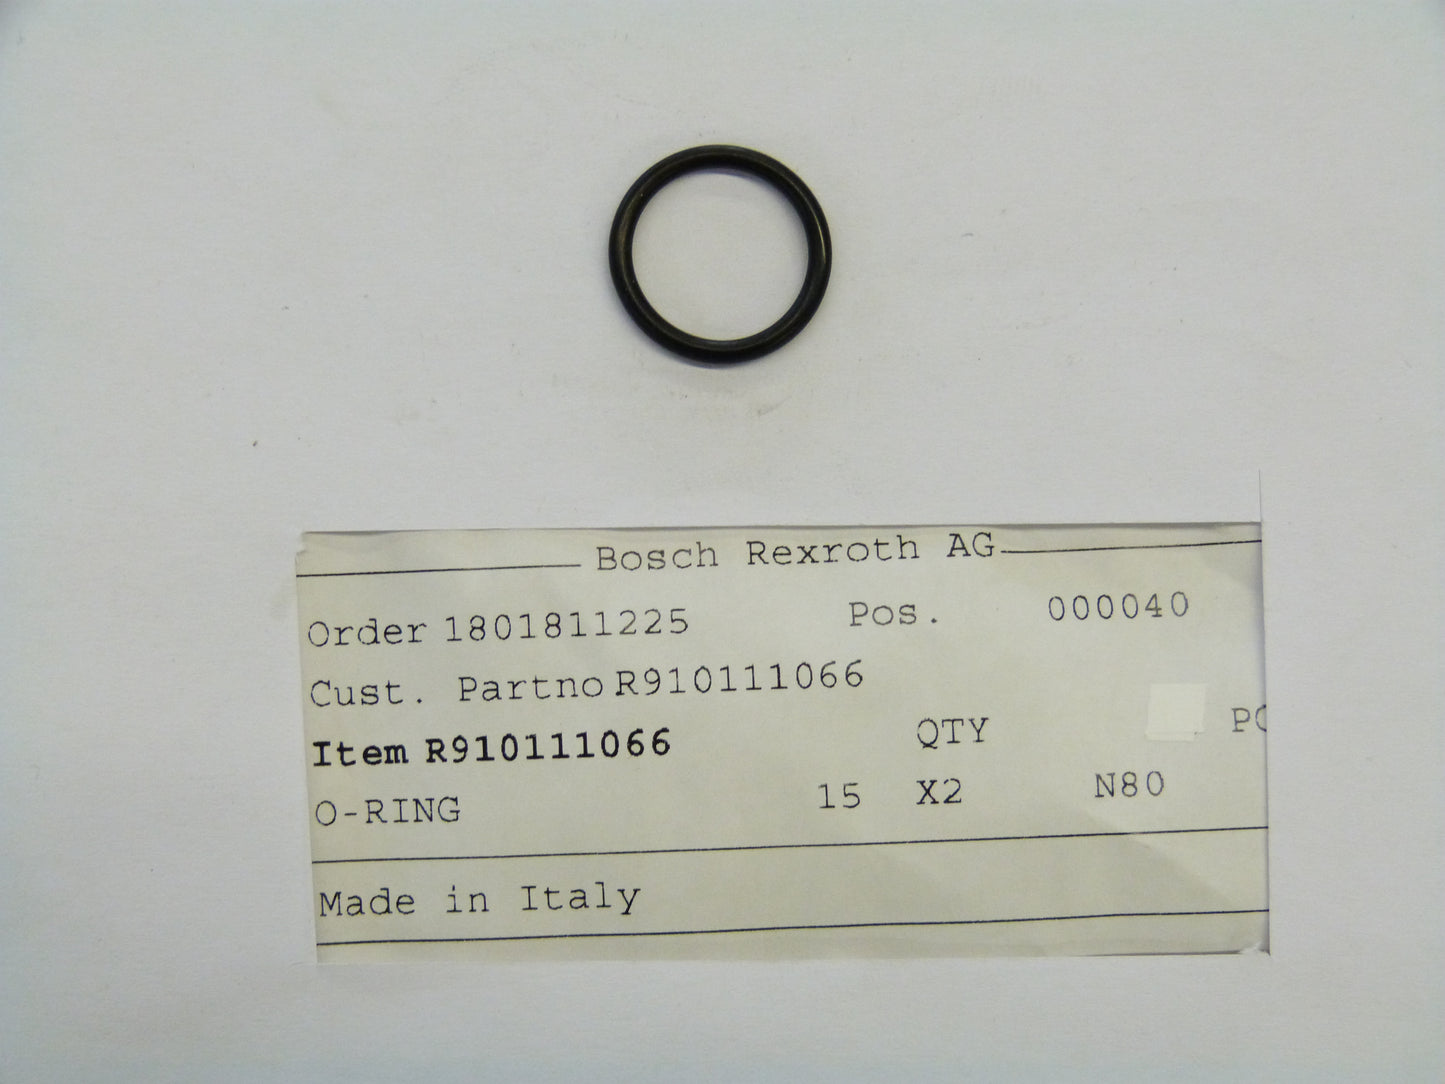 Bosch Rexroth AG
Order 1801811225 Pos. 000040
Cust. Partno R910111066
Item R910111066 QTY
O-RING 15 X2 N80
Made in Italy